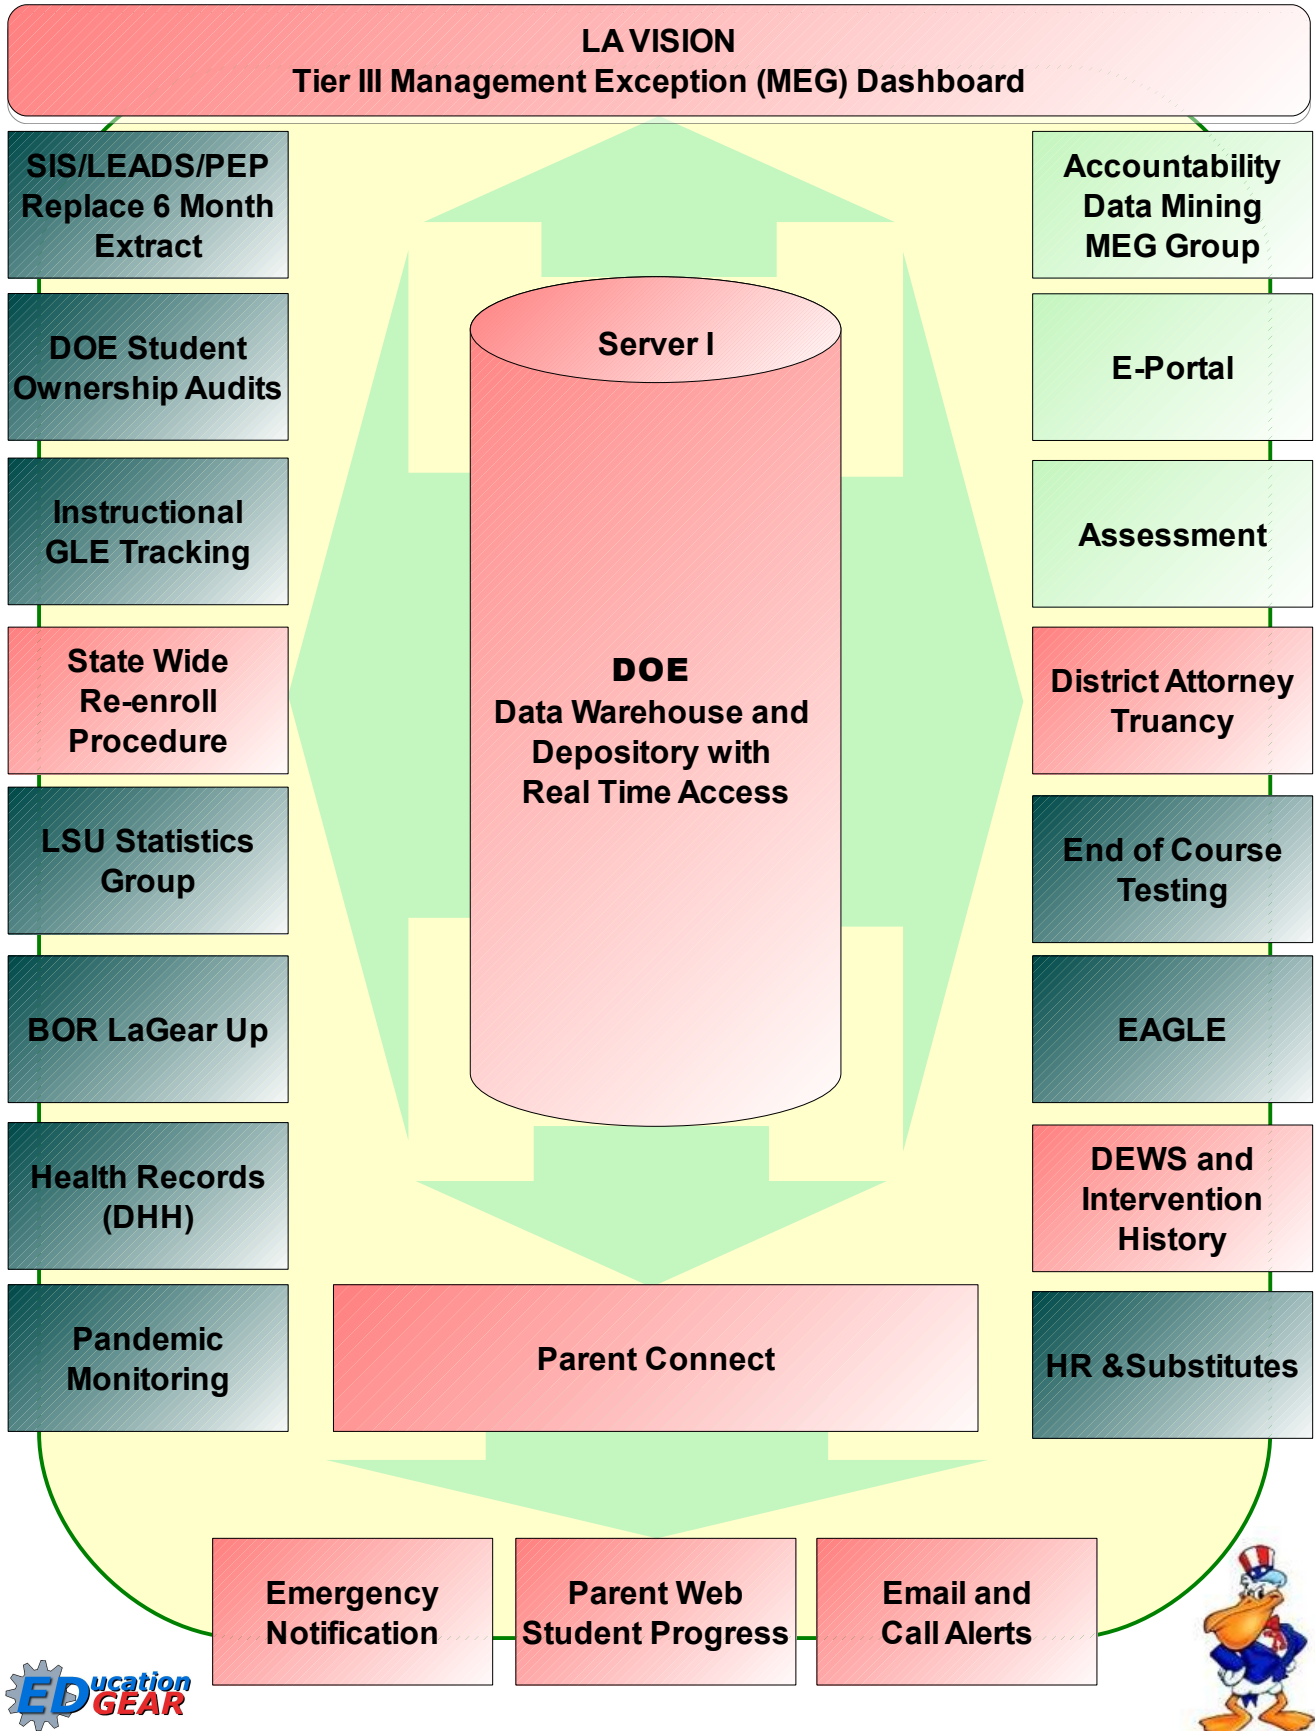 LA VISION
Tier III Management Exception (MEG) Dashboard
SIS/LEADS/PEP
Replace 6 Month
Extract
DOE Student
Ownership Audits
Instructional
GLE Tracking
State Wide
Re-enroll
Procedure
LSU Statistics
Group
BOR LaGear Up
Health Records
(DHH)
Pandemic
Monitoring
Server I
DOE
Data Warehouse and
Depository with
Real Time Access
Accountability
Data Mining
MEG Group
E-Portal
Assessment
District Attorney
Truancy
End of Course
Testing
EAGLE
DEWS and
Intervention
History
HR &Substitutes
Parent Connect
Emergency
Notification
Parent Web
Student Progress
Email and
Call Alerts
EDucation
GEAR